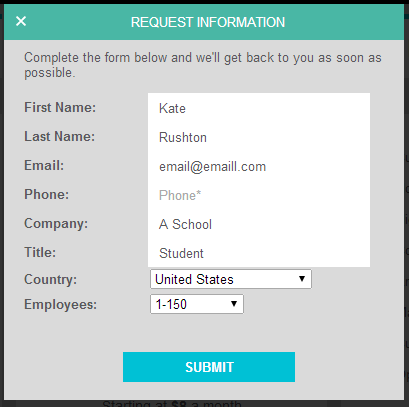 × REQUEST INFORMATION
Complete the form below and we'll get back to you as soon as
possible.
First Name: Kate
Last Name: Rushton
Email: email@emaill.com
Phone: Phone*
Company: A School
Title: Student
Country: United States
Employees: 1-150
SUBMIT
Starting at $8 a month